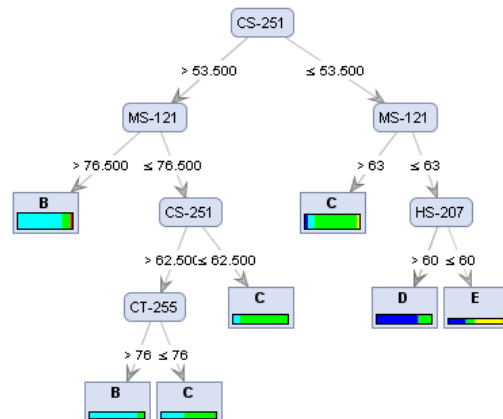 CS-251
> 53.500 ≤ 53.500
MS-121 MS-121
> 76.500 ≤ 76.500 > 63 ≤ 63
B CS-251 C HS-207
> 62.500 ≤ 62.500 > 60 ≤ 60
CT-255 C D E
> 76 ≤ 76
B C